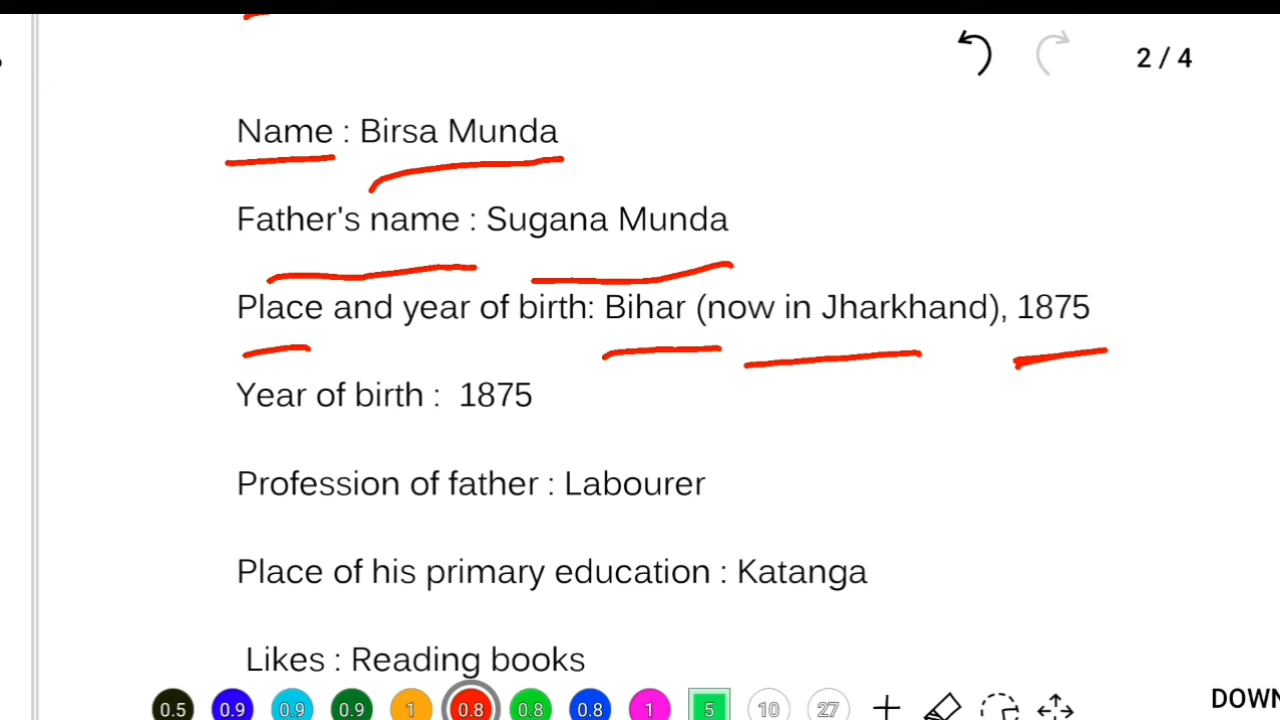 2 / 4
Name : Birsa Munda
Father's name : Sugana Munda
Place and year of birth: Bihar (now in Jharkhand), 1875
Year of birth : 1875
Profession of father : Labourer
Place of his primary education : Katanga
Likes : Reading books
0.5 0.9 0.9 0.9 1 0.8 0.8 0.8 1 5 10 27